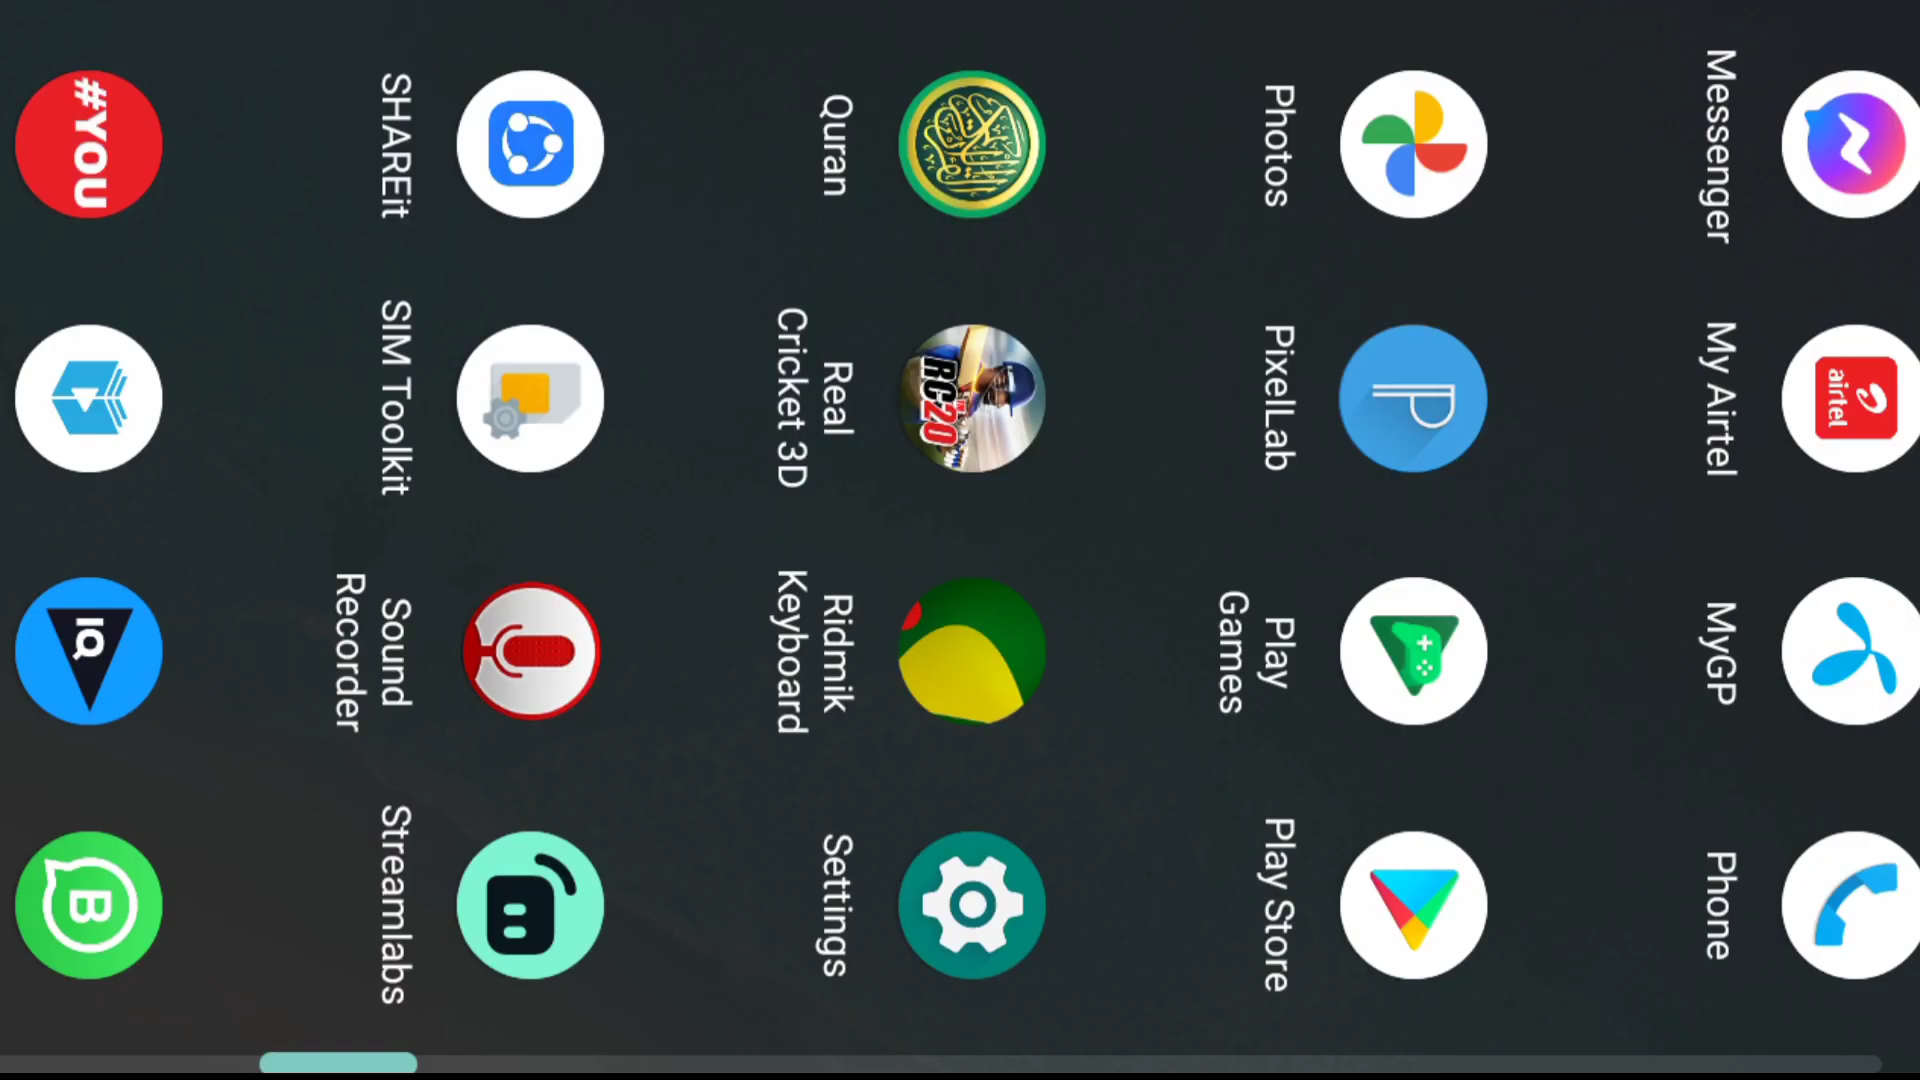 Messenger
My Airtel
airtel
MyGP
Phone
Photos
PixelLab
Play
Games
Play Store
Quran
RC20
Real
Cricket 3D
Ridmik
Keyboard
Settings
SHAREit
SIM Toolkit
Sound
Recorder
Streamlabs
#YOU
IQ
B